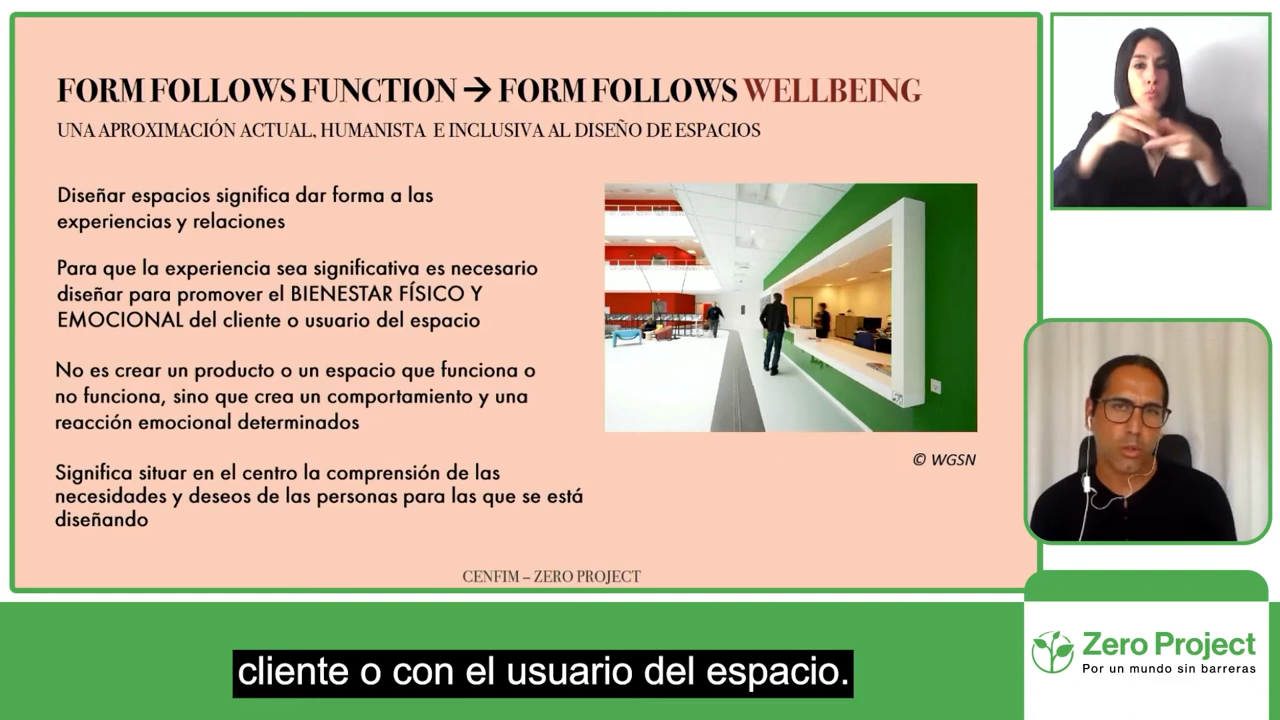 FORM FOLLOWS FUNCTION → FORM FOLLOWS WELLBEING
UNA APROXIMACIÓN ACTUAL, HUMANISTA E INCLUSIVA AL DISEÑO DE ESPACIOS
Diseñar espacios significa dar forma a las
experiencias y relaciones
Para que la experiencia sea significativa es necesario
diseñar para promover el BIENESTAR FÍSICO Y
EMOCIONAL del cliente o usuario del espacio
No es crear un producto o un espacio que funciona o
no funciona, sino que crea un comportamiento y una
reacción emocional determinados
Significa situar en el centro la comprensión de las
necesidades y deseos de las personas para las que se está
diseñando
© WGSN
CENFIM – ZERO PROJECT
cliente o con el usuario del espacio.
Zero Project
Por un mundo sin barreras